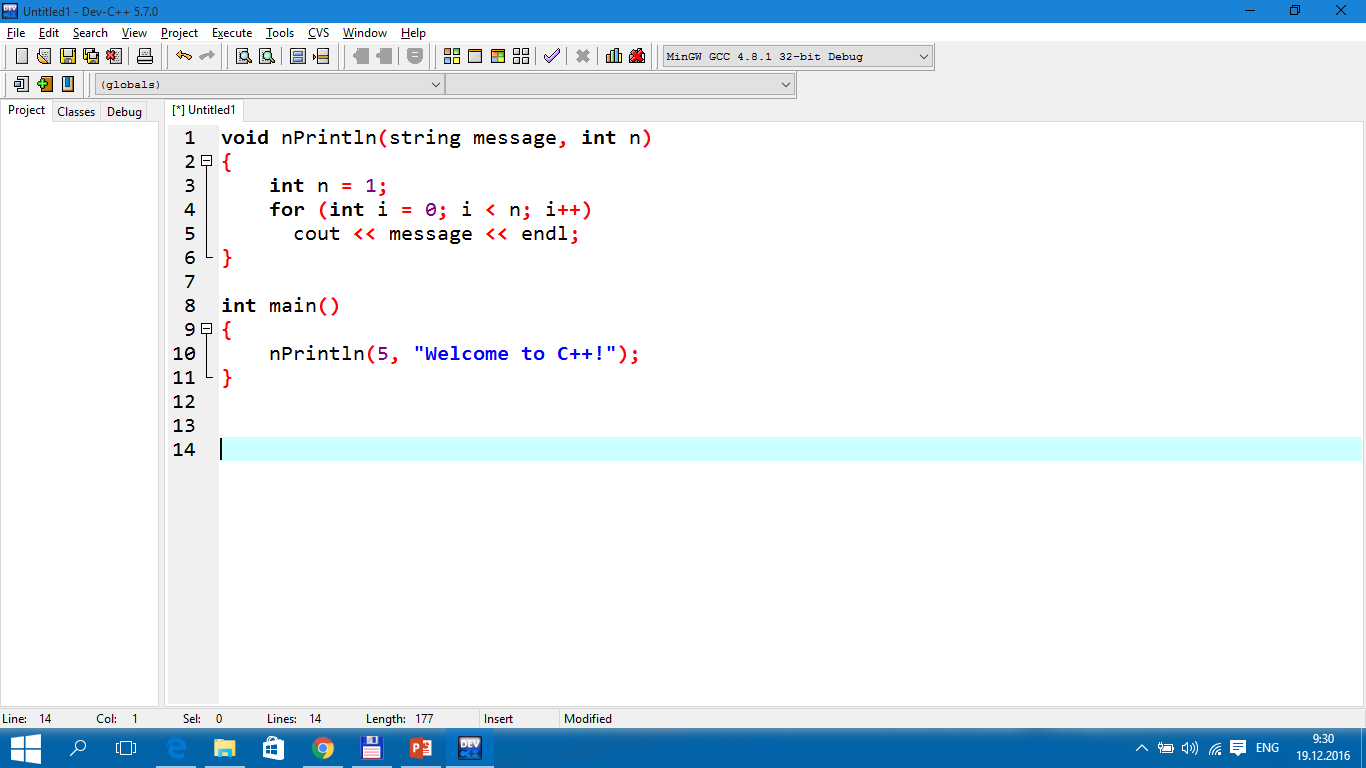 Untitled1 - Dev-C++ 5.7.0
File Edit Search View Project Execute Tools CVS Window Help
MinGW GCC 4.8.1 32-bit Debug
(globals)
Project Classes Debug [*] Untitled1
1 void nPrintln(string message, int n)
2 {
3 int n = 1;
4 for (int i = 0; i < n; i++)
5 cout << message << endl;
6 }
7
8 int main()
9 {
10 nPrintln(5, "Welcome to C++!");
11 }
12
13
14
Line: 14 Col: 1 Sel: 0 Lines: 14 Length: 177 Insert Modified
DEV
ENG
9:30
19.12.2016